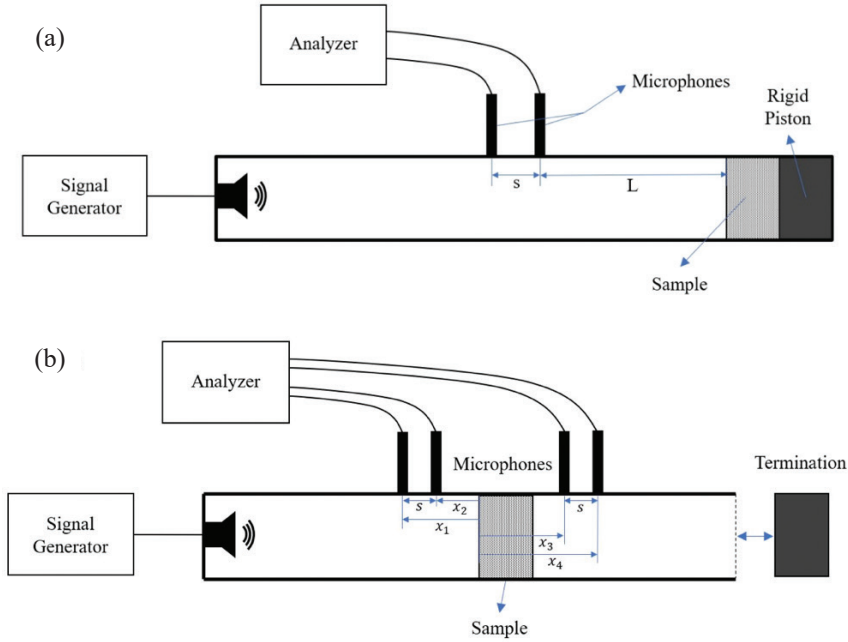 (a)
Analyzer
Microphones
Rigid
Piston
Signal
Generator
s
L
Sample
(b)
Analyzer
Microphones
Termination
Signal
Generator
s
x₂
s
x₁
x₃
x₄
Sample